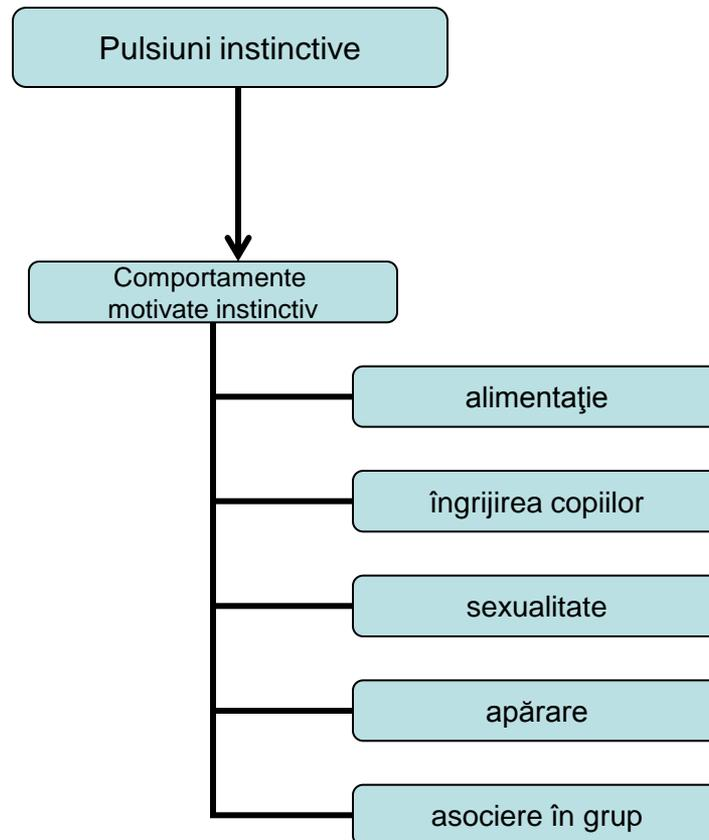 Pulsiuni instinctive
Comportamente
motivate instinctiv
alimentaţie
îngrijirea copiilor
sexualitate
apărare
asociere în grup